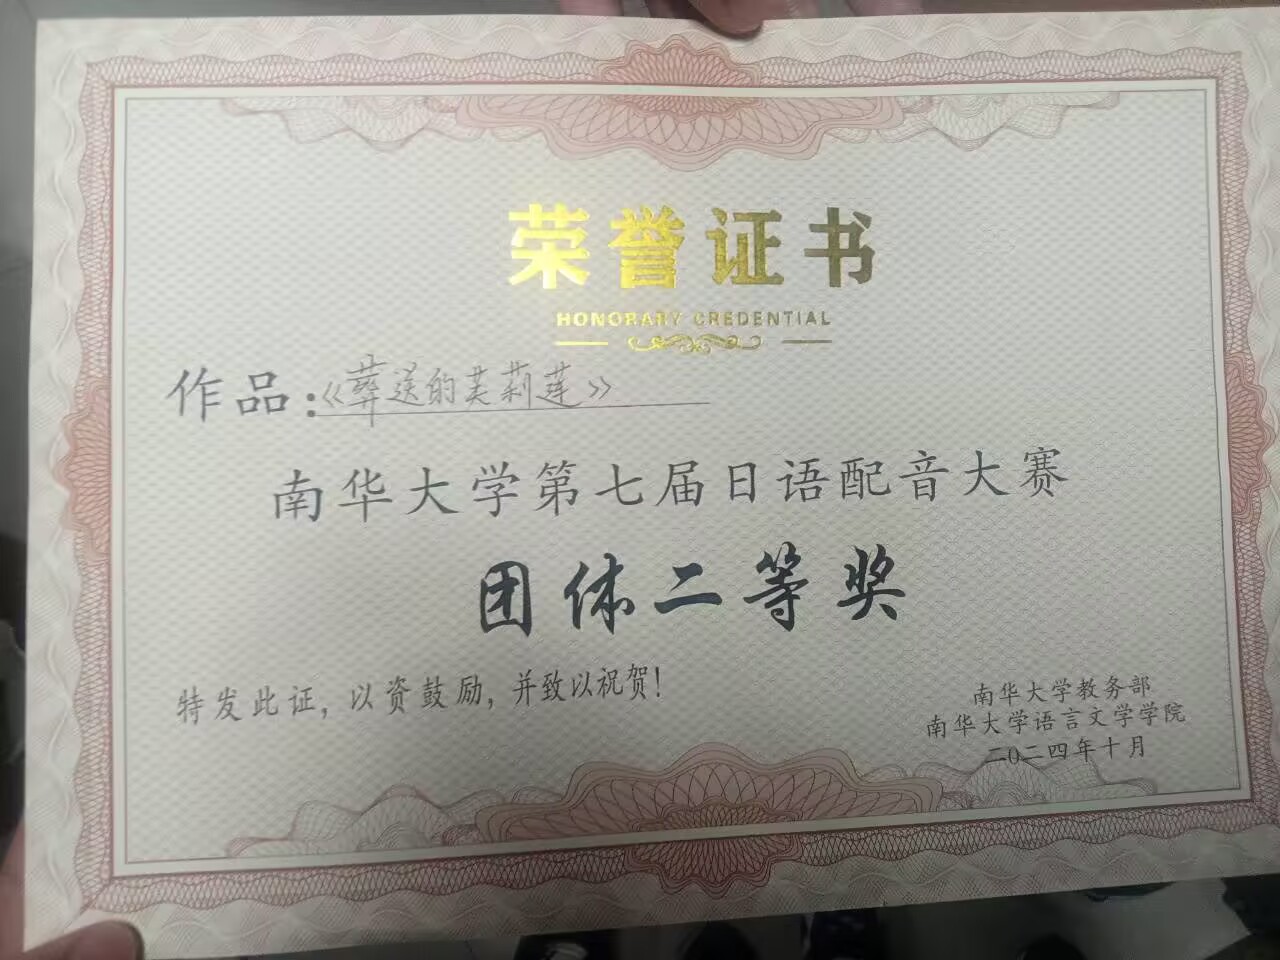 荣誉证书
HONORARY CREDENTIAL
作品:《葬送的芙莉莲》
南华大学第七届日语配音大赛
团体二等奖
特发此证，以资鼓励，并致以祝贺！
南华大学教务部
南华大学语言文学学院
二〇二四年十月